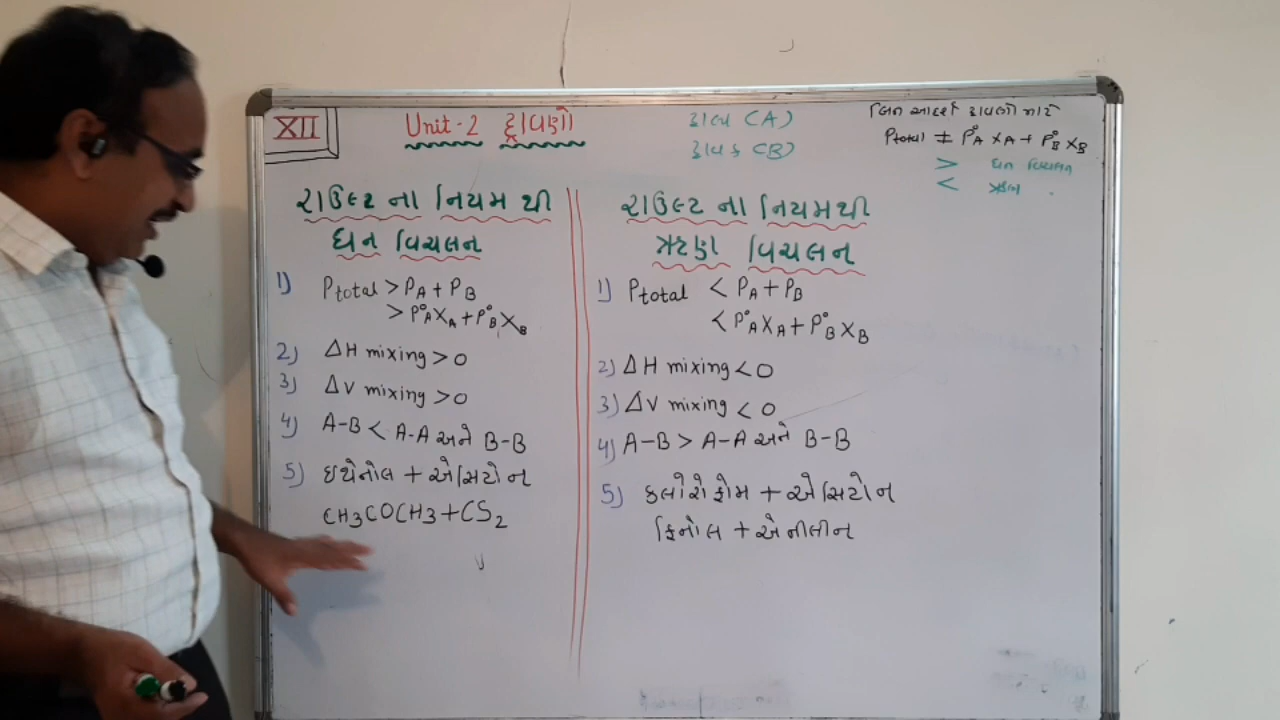 XII
Unit-2 દ્રાવણો
દ્રાવ્ય (A)
દ્રાવક (B)
બિન આદર્શ દ્રાવણો માટે
Ptotal ≠ P°A XA + P°B XB
> ધન વિચલન
< ઋણ
રાઉલ્ટ ના નિયમ થી
ધન વિચલન
1) Ptotal > PA + PB
> P°A XA + P°B XB
2) ΔH mixing > 0
3) ΔV mixing > 0
4) A-B < A-A અને B-B
5) ઇથેનોલ + એસિટોન
CH3COCH3 + CS2
રાઉલ્ટ ના નિયમથી
ઋણ વિચલન
1) Ptotal < PA + PB
< P°A XA + P°B XB
2) ΔH mixing < 0
3) ΔV mixing < 0
4) A-B > A-A અને B-B
5) ક્લોરોફોમ + એસિટોન
ફિનોલ + એનીલીન